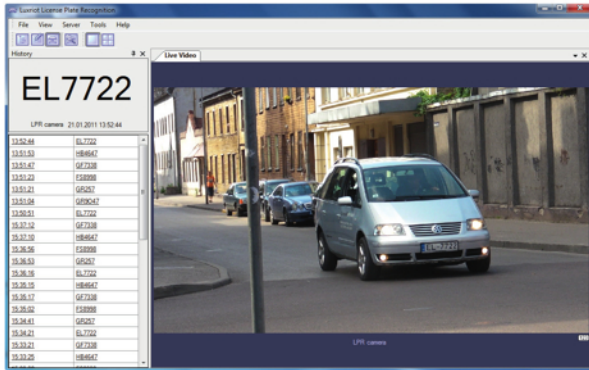 Luxriot License Plate Recognition
File View Server Tools Help
History
Live Video
EL7722
LPR camera 21.01.2011 13:52:44
13:52:44 EL7722
13:51:53 HB4647
13:51:47 GF7338
13:51:23 FS8998
13:51:21 GR257
13:51:04 GR9O47
13:50:51 EL7722
15:37:12 GF7338
15:37:10 HB4647
15:36:56 FS8998
15:36:53 GR257
15:36:16 EL7722
15:35:15 HB4647
15:35:17 GF7338
15:35:02 FS8998
15:34:41 GR257
15:34:21 EL7722
15:33:21 GF7338
15:33:25 HB4647
EL-7722
LPR camera